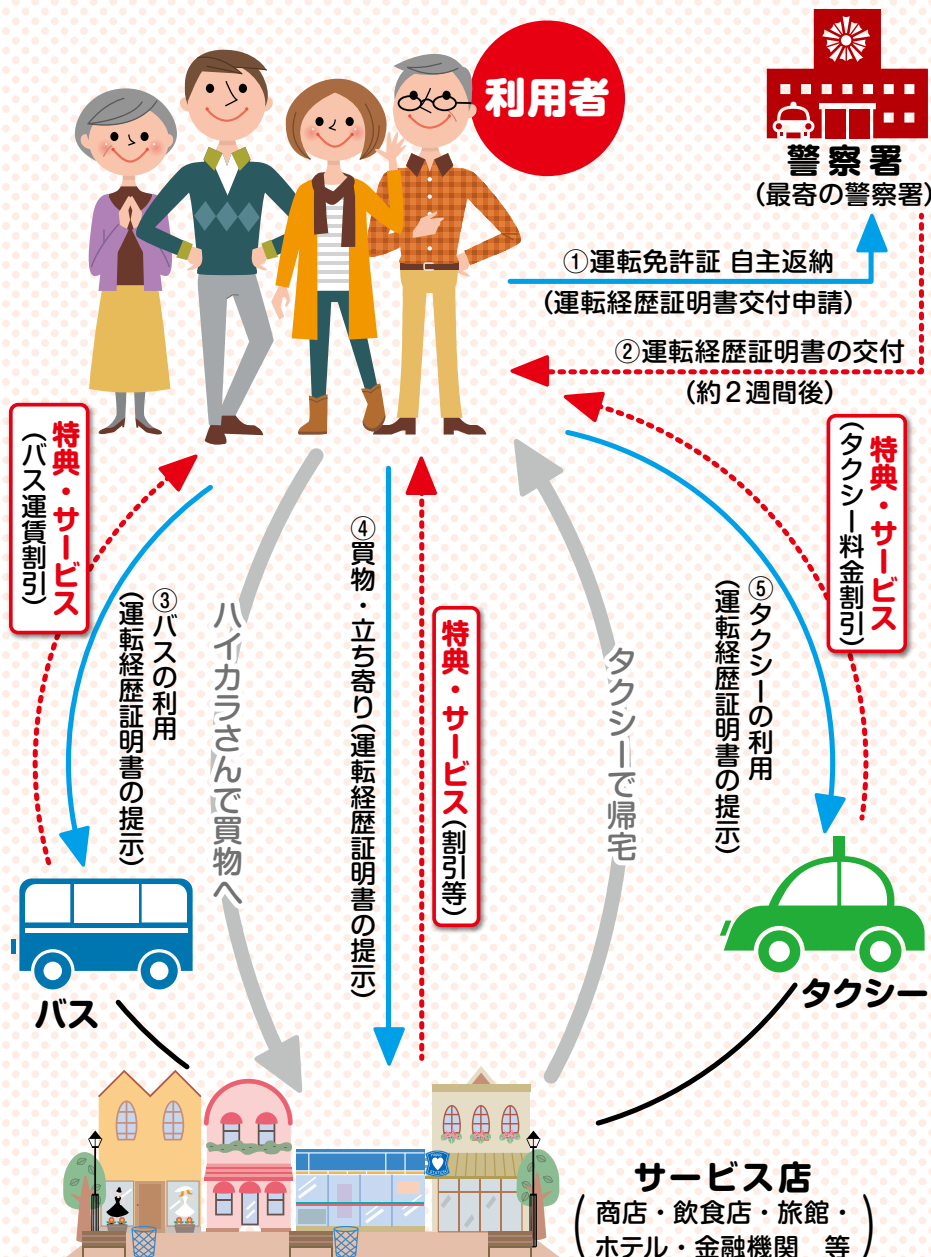 利用者
警察署
(最寄の警察署)
①運転免許証 自主返納
(運転経歴証明書交付申請)
②運転経歴証明書の交付
(約2週間後)
特典・サービス
(バス運賃割引)
③バスの利用
(運転経歴証明書の提示)
ハイカラさんで買物へ
④買物・立ち寄り(運転経歴証明書の提示)
特典・サービス(割引等)
タクシーで帰宅
⑤タクシーの利用
(運転経歴証明書の提示)
特典・サービス
(タクシー料金割引)
バス
タクシー
サービス店
(商店・飲食店・旅館・
ホテル・金融機関 等)